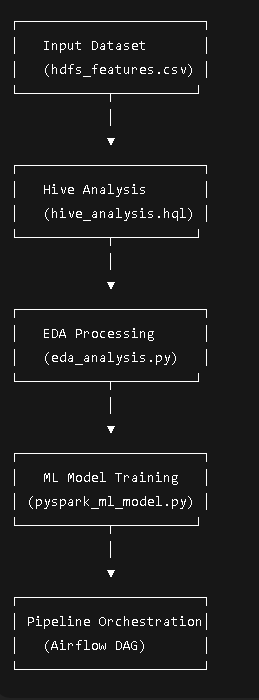 Input Dataset
(hdfs_features.csv)
Hive Analysis
(hive_analysis.hql)
EDA Processing
(eda_analysis.py)
ML Model Training
(pyspark_ml_model.py)
Pipeline Orchestration
(Airflow DAG)